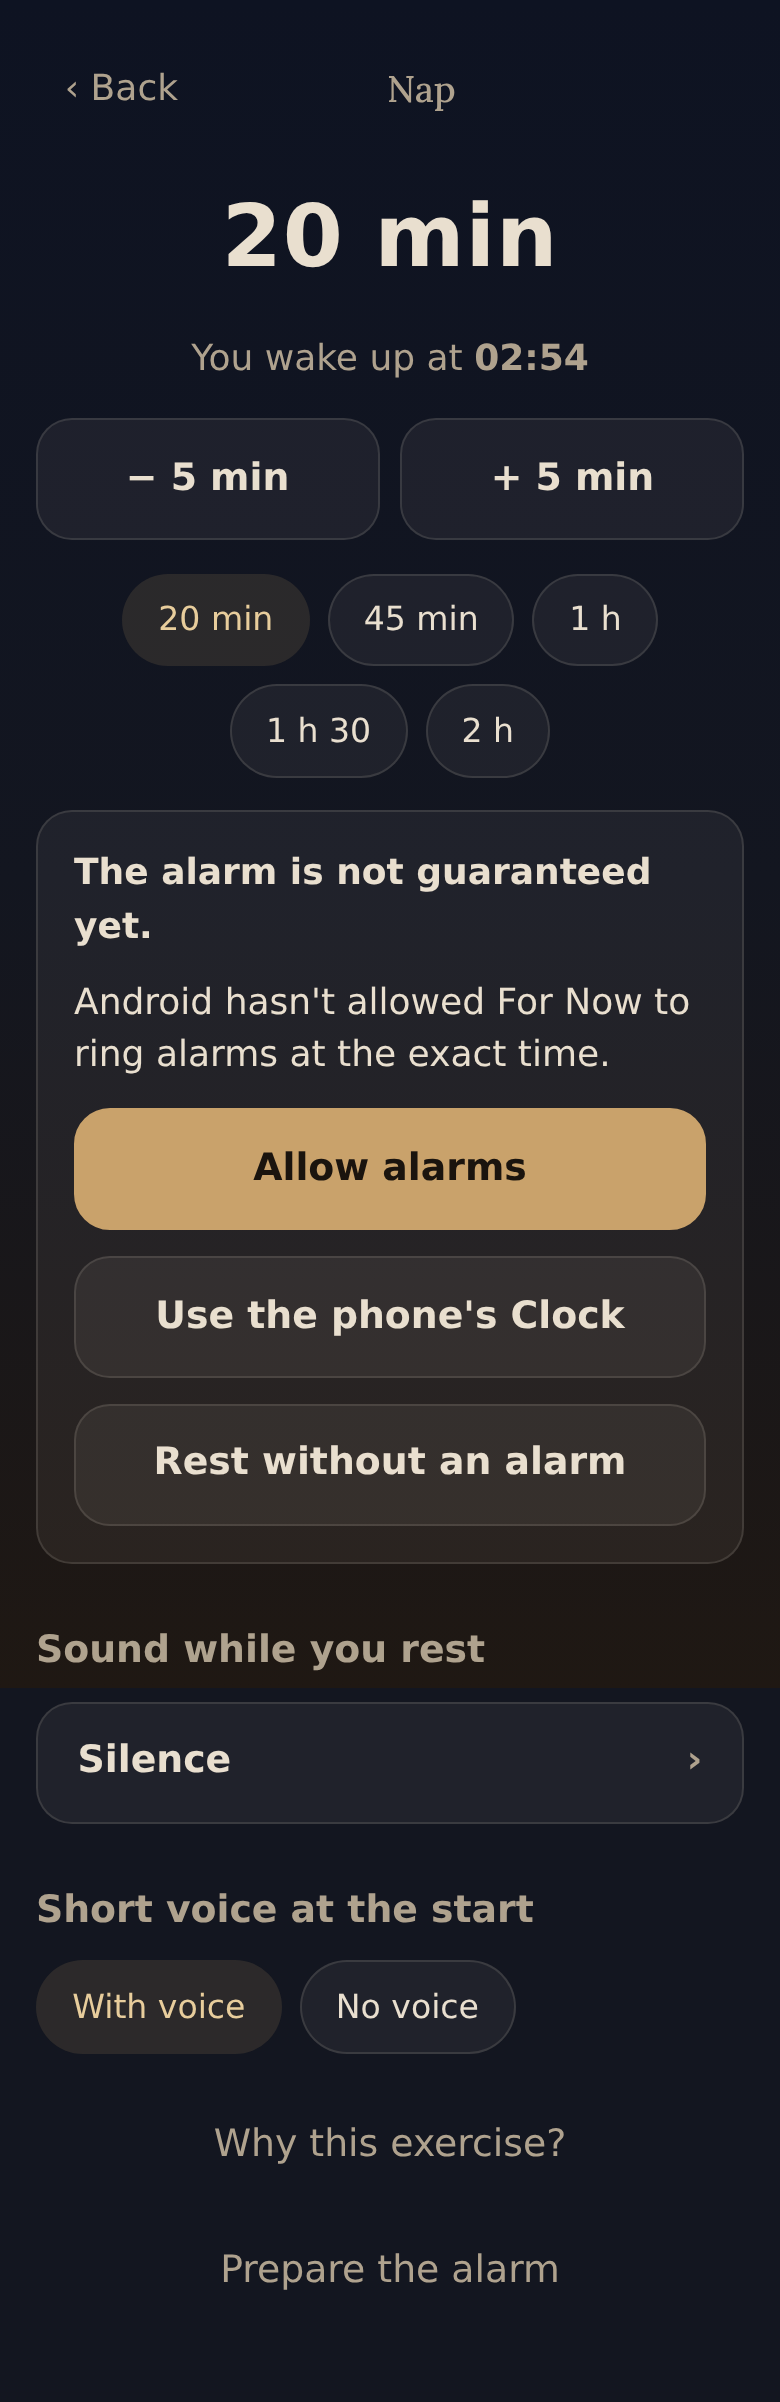 ‹ Back
Nap
20 min
You wake up at 02:54
− 5 min
+ 5 min
20 min
45 min
1 h
1 h 30
2 h
The alarm is not guaranteed
yet.
Android hasn't allowed For Now to
ring alarms at the exact time.
Allow alarms
Use the phone's Clock
Rest without an alarm
Sound while you rest
Silence ›
Short voice at the start
With voice
No voice
Why this exercise?
Prepare the alarm